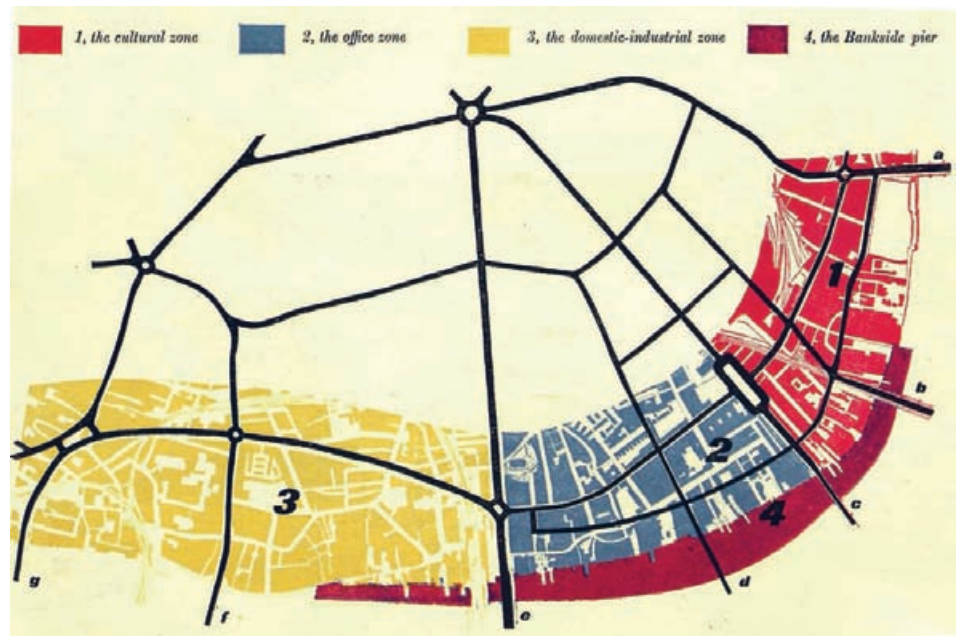 1, the cultural zone 2, the office zone 3, the domestic-industrial zone 4, the Bankside pier
a
1
b
2
3
4
c
d
g
f
e